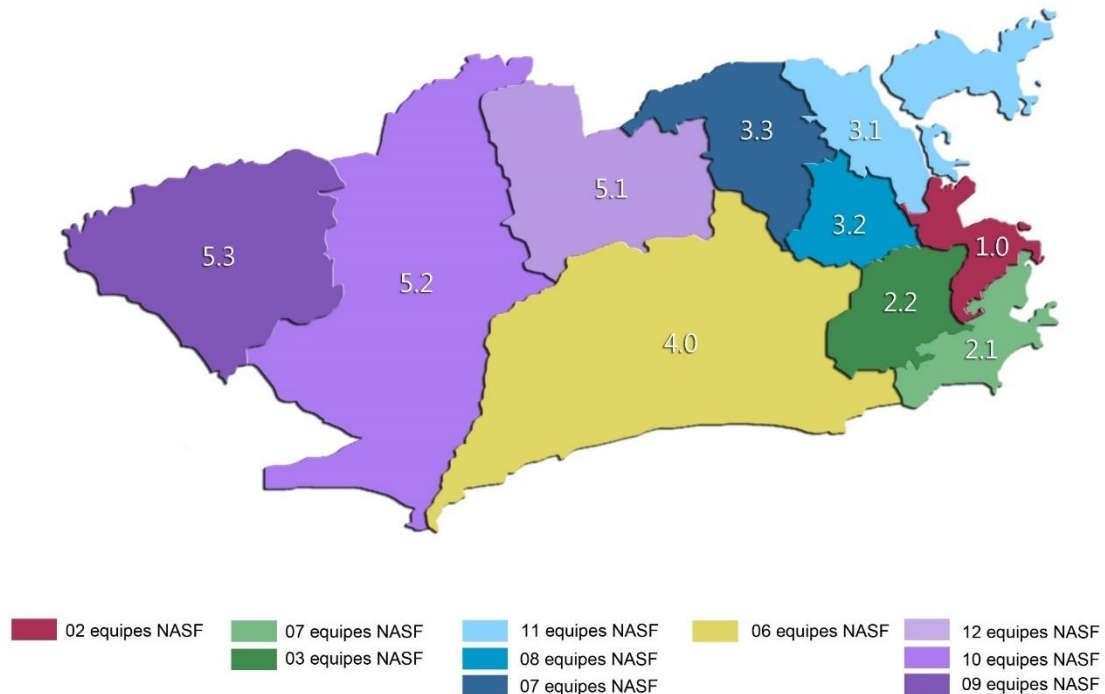 3.3
3.1
5.1
3.2
1.0
5.3
5.2
2.2
4.0
2.1
02 equipes NASF
07 equipes NASF
11 equipes NASF
06 equipes NASF
12 equipes NASF
03 equipes NASF
08 equipes NASF
10 equipes NASF
07 equipes NASF
09 equipes NASF